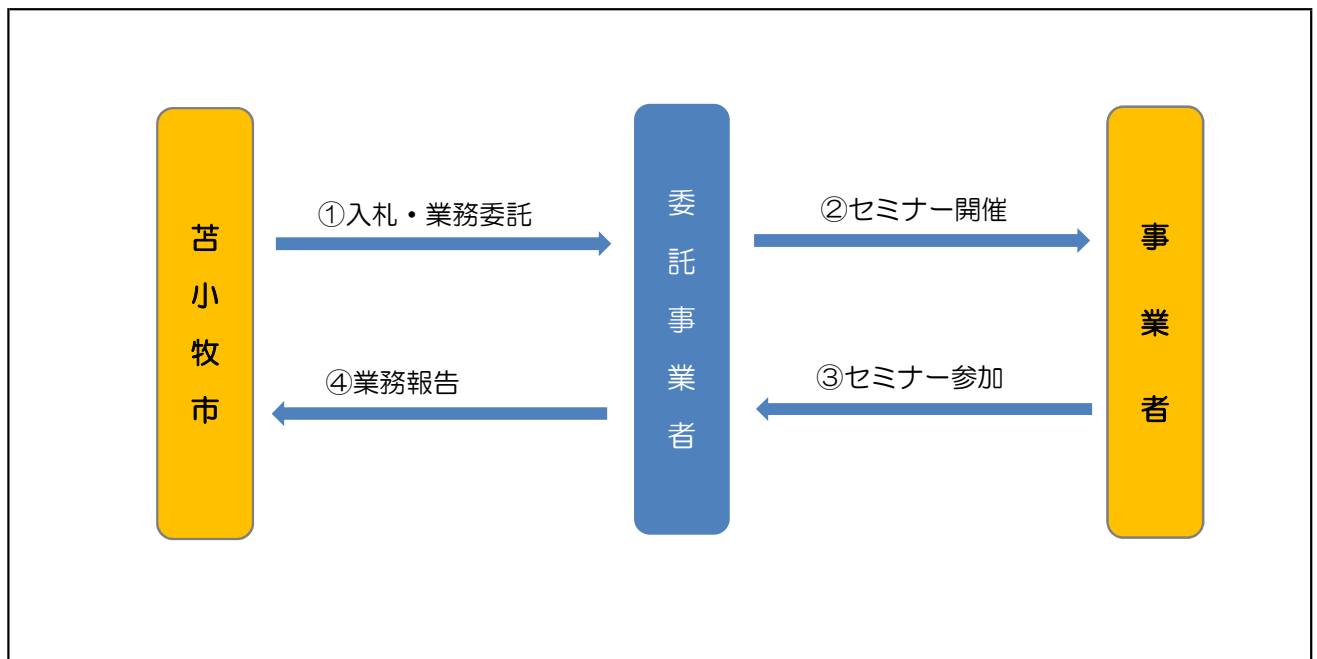 苫小牧市
①入札・業務委託
④業務報告
委託事業者
②セミナー開催
③セミナー参加
事業者